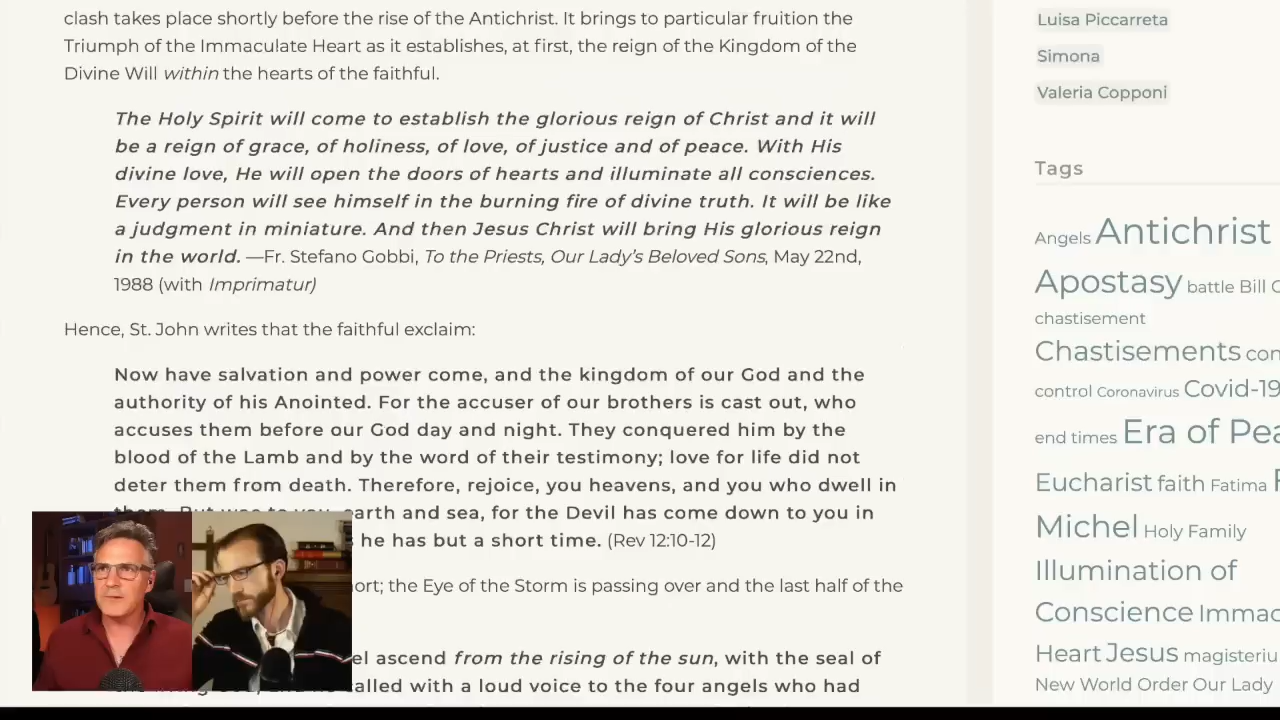 clash takes place shortly before the rise of the Antichrist. It brings to particular fruition the
Triumph of the Immaculate Heart as it establishes, at first, the reign of the Kingdom of the
Divine Will within the hearts of the faithful.
The Holy Spirit will come to establish the glorious reign of Christ and it will
be a reign of grace, of holiness, of love, of justice and of peace. With His
divine love, He will open the doors of hearts and illuminate all consciences.
Every person will see himself in the burning fire of divine truth. It will be like
a judgment in miniature. And then Jesus Christ will bring His glorious reign
in the world. —Fr. Stefano Gobbi, To the Priests, Our Lady’s Beloved Sons, May 22nd,
1988 (with Imprimatur)
Hence, St. John writes that the faithful exclaim:
Now have salvation and power come, and the kingdom of our God and the
authority of his Anointed. For the accuser of our brothers is cast out, who
accuses them before our God day and night. They conquered him by the
blood of the Lamb and by the word of their testimony; love for life did not
deter them from death. Therefore, rejoice, you heavens, and you who dwell in
earth and sea, for the Devil has come down to you in
he has but a short time. (Rev 12:10-12)
; the Eye of the Storm is passing over and the last half of the
ascend from the rising of the sun, with the seal of
called with a loud voice to the four angels who had
Luisa Piccarreta
Simona
Valeria Copponi
Tags
Angels Antichrist
Apostasy battle Bill
chastisement
Chastisements
control Coronavirus Covid-19
end times Era of
Eucharist faith Fatima
Michel Holy Family
Illumination of
Conscience
Heart Jesus
New World Order Our Lady